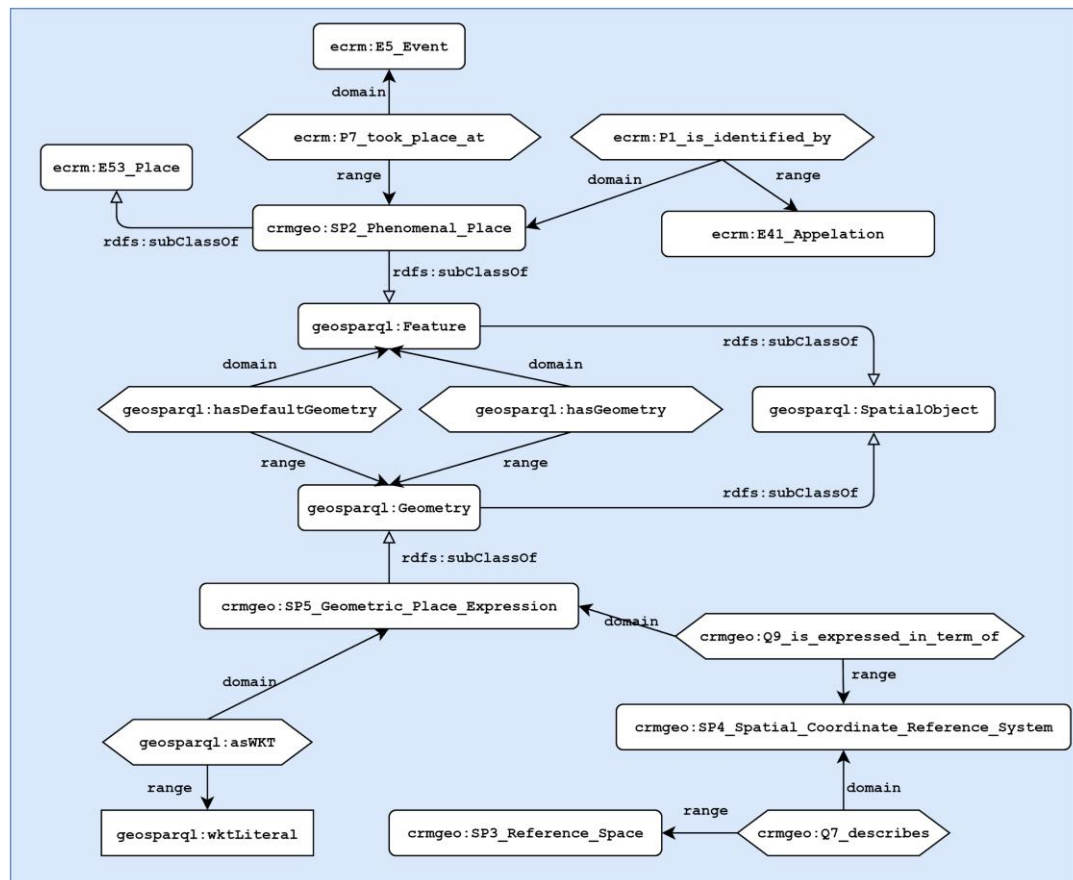 ecrm:E5_Event
domain
ecrm:P7_took_place_at
ecrm:P1_is_identified_by
ecrm:E53_Place
range
domain
range
crmgeo:SP2_Phenomenal_Place
ecrm:E41_Appelation
rdfs:subClassOf
rdfs:subClassOf
geosparql:Feature
rdfs:subClassOf
domain
domain
geosparql:hasDefaultGeometry
geosparql:hasGeometry
geosparql:SpatialObject
range
range
geosparql:Geometry
rdfs:subClassOf
rdfs:subClassOf
crmgeo:SP5_Geometric_Place_Expression
domain
crmgeo:Q9_is_expressed_in_term_of
domain
range
crmgeo:SP4_Spatial_Coordinate_Reference_System
geosparql:asWKT
range
domain
range
geosparql:wktLiteral
crmgeo:SP3_Reference_Space
crmgeo:Q7_describes